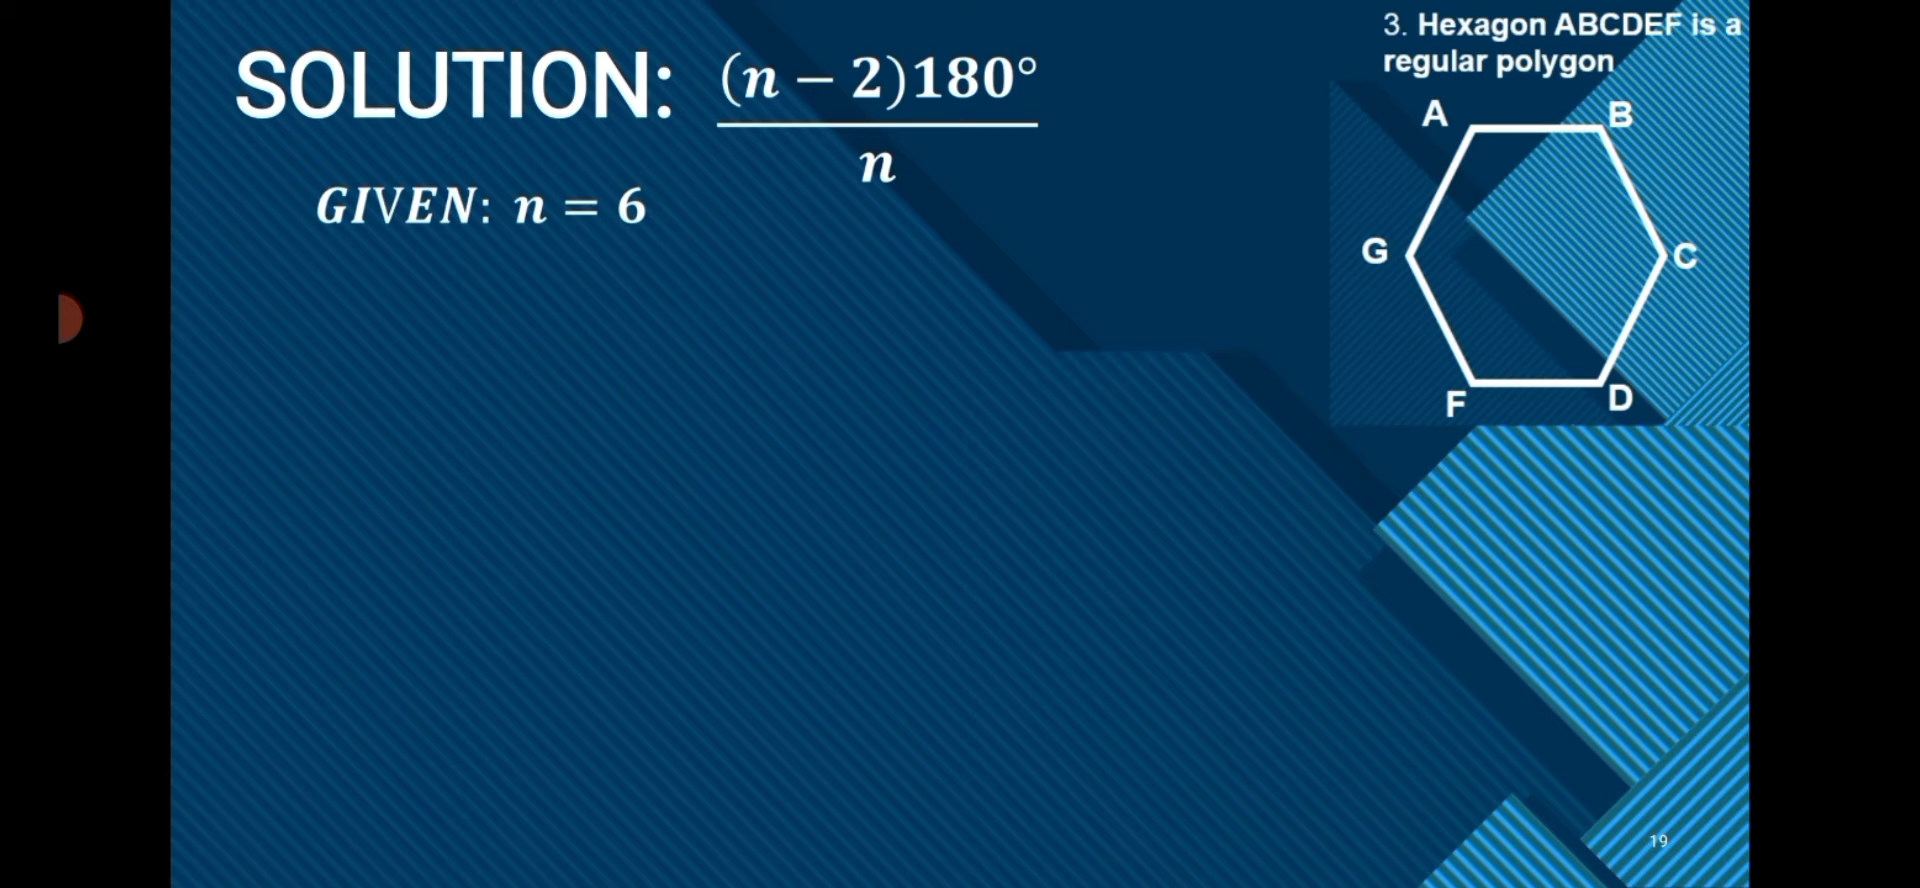 SOLUTION: (n − 2)180°
n
GIVEN: n = 6
3. Hexagon ABCDEF is a
regular polygon
A
B
G
C
F
D
19